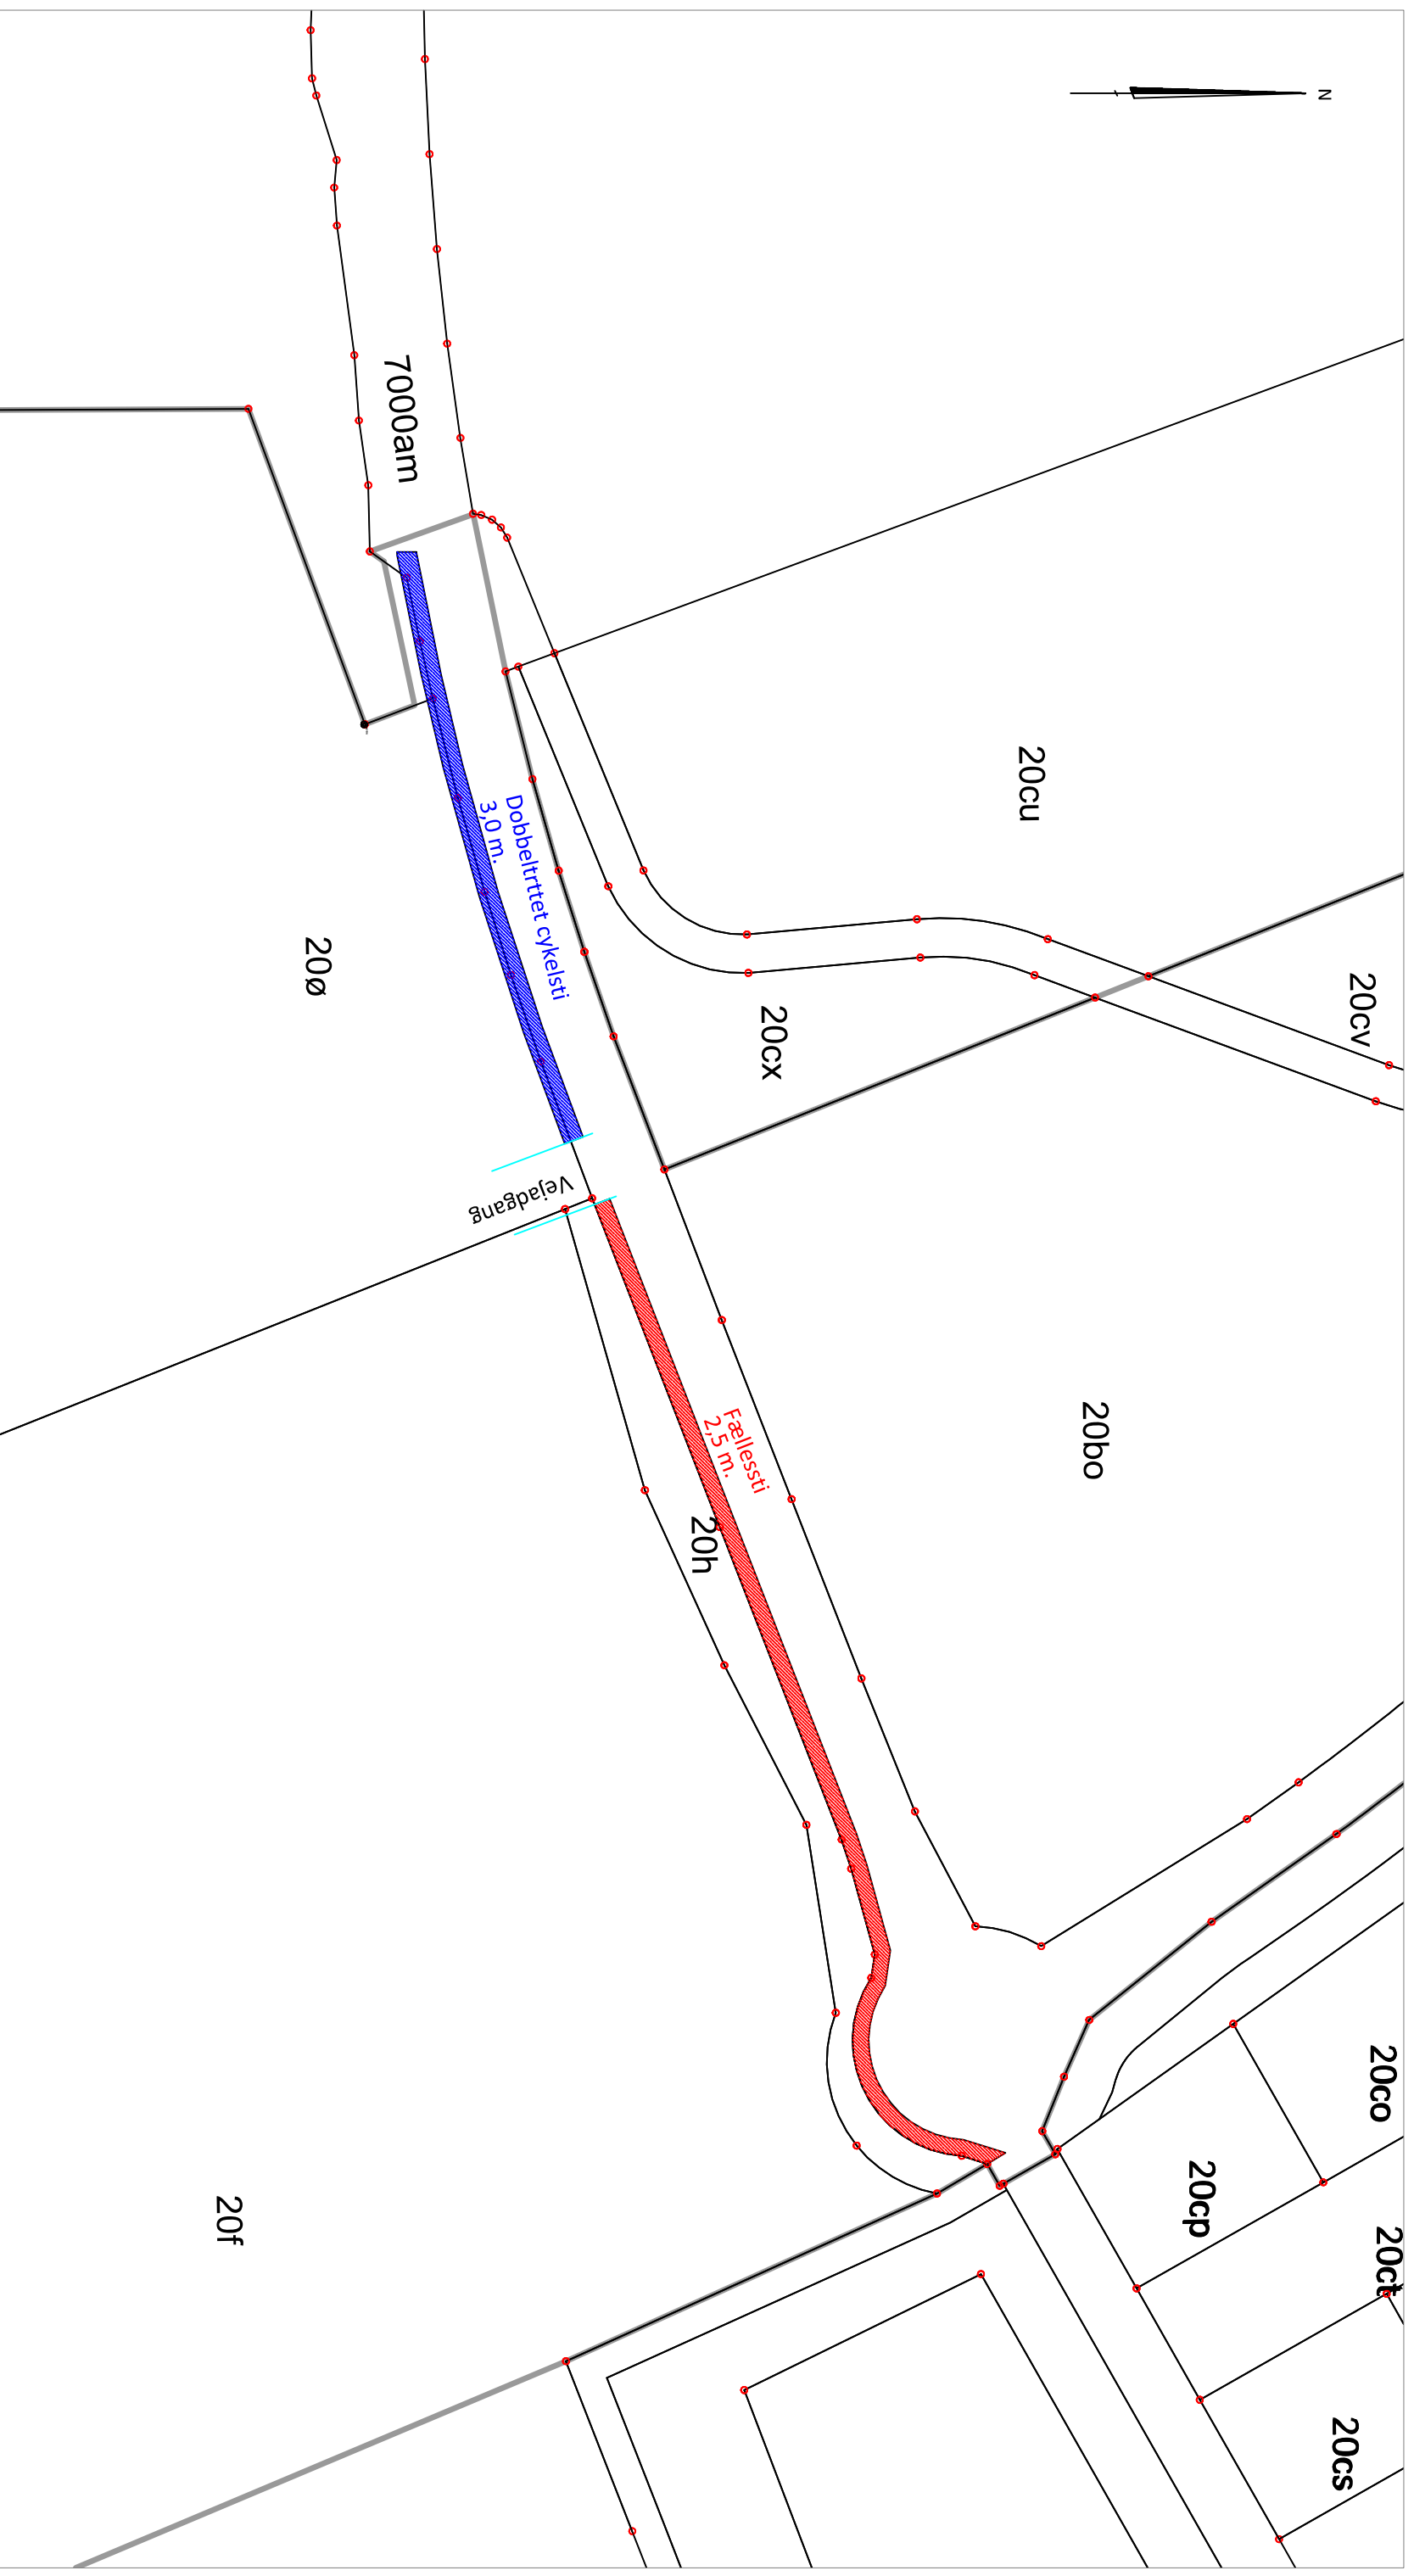 N
7000am
20cu
20cv
20cx
Dobbeltrttet cykelsti
3,0 m.
20ø
Vejadgang
20bo
Fællessti
2,5 m.
20h
20co
20cp
20ct
20f
20cs